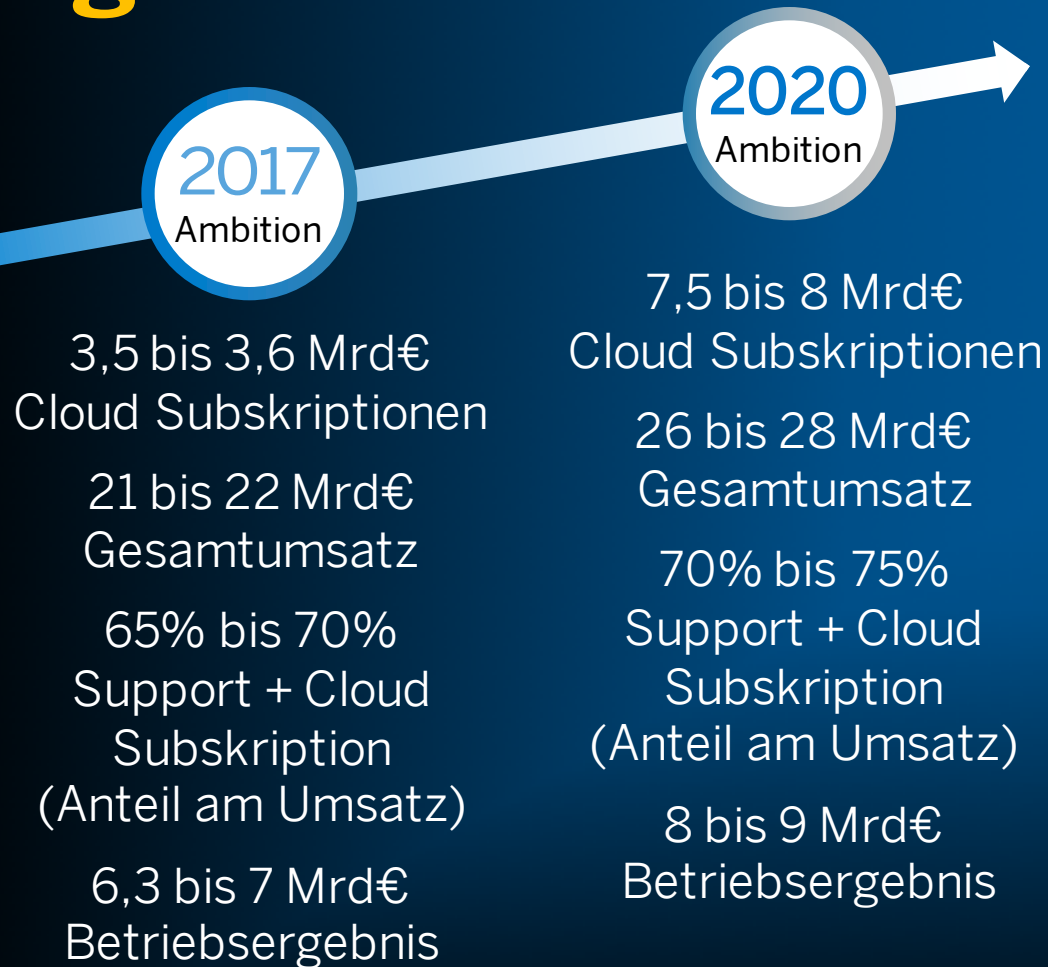 g
2017
Ambition
3,5 bis 3,6 Mrd€
Cloud Subskriptionen
21 bis 22 Mrd€
Gesamtumsatz
65% bis 70%
Support + Cloud
Subskription
(Anteil am Umsatz)
6,3 bis 7 Mrd€
Betriebsergebnis
2020
Ambition
7,5 bis 8 Mrd€
Cloud Subskriptionen
26 bis 28 Mrd€
Gesamtumsatz
70% bis 75%
Support + Cloud
Subskription
(Anteil am Umsatz)
8 bis 9 Mrd€
Betriebsergebnis